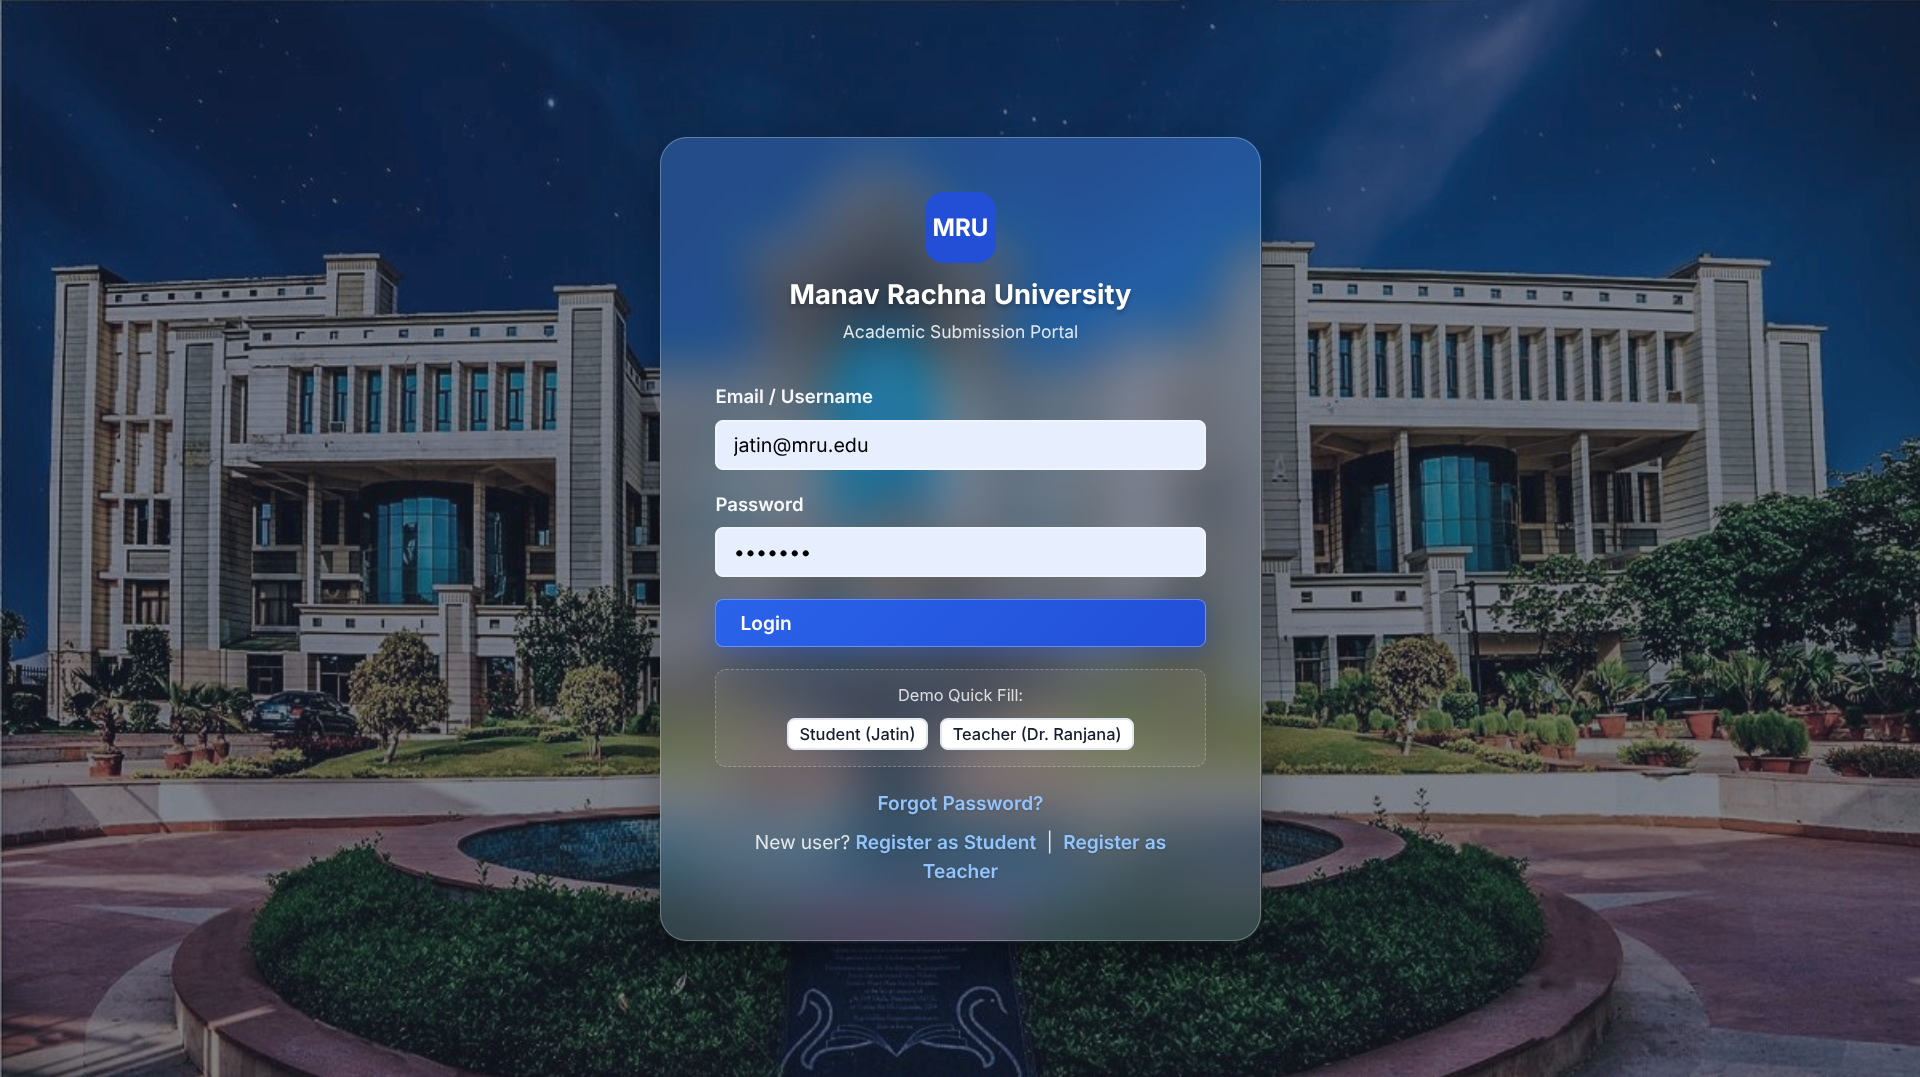 MRU
Manav Rachna University
Academic Submission Portal
Email / Username
jatin@mru.edu
Password
•••••••
Login
Demo Quick Fill:
Student (Jatin)
Teacher (Dr. Ranjana)
Forgot Password?
New user? Register as Student | Register as
Teacher